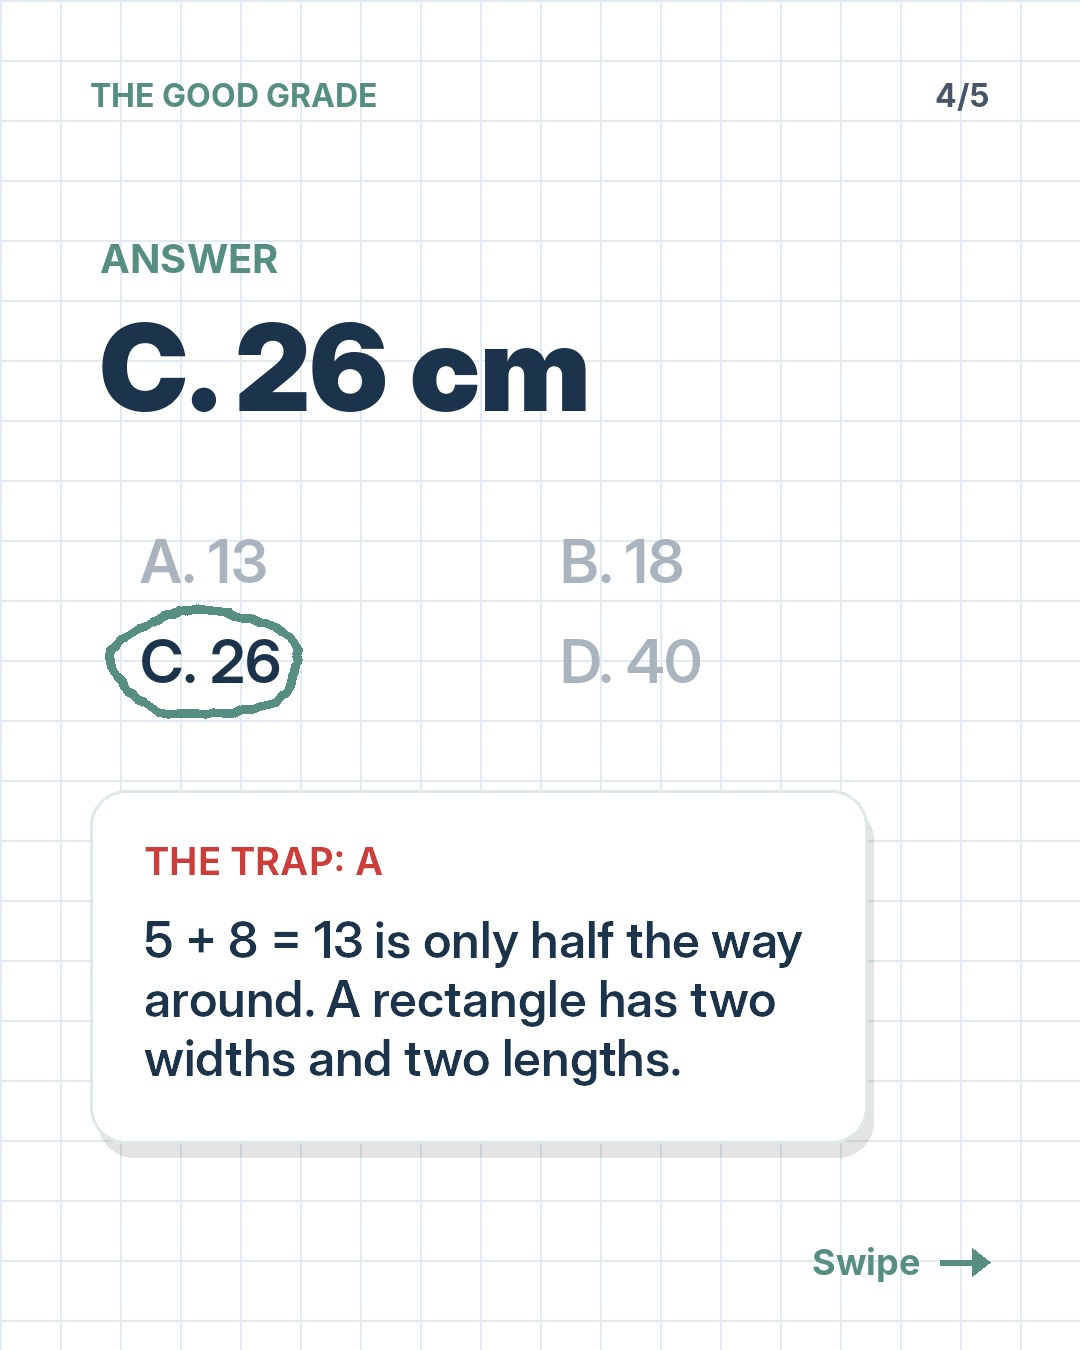 THE GOOD GRADE
4/5
ANSWER
C. 26 cm
A. 13
B. 18
C. 26
D. 40
THE TRAP: A
5 + 8 = 13 is only half the way
around. A rectangle has two
widths and two lengths.
Swipe